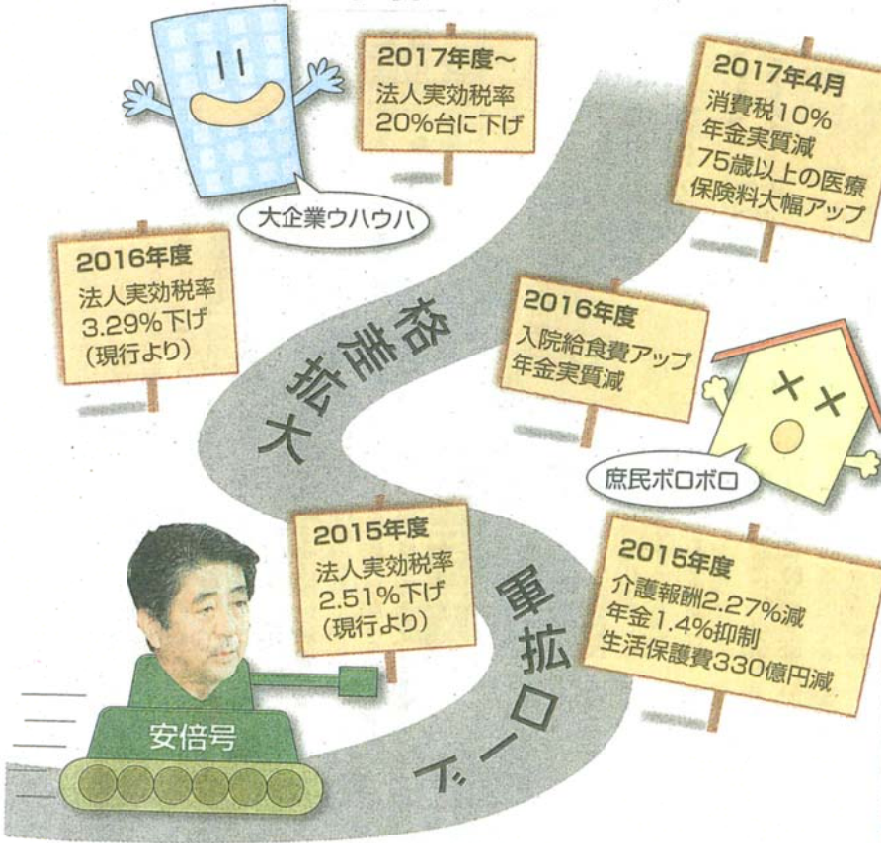 2017年度～
法人実効税率
20%台に下げ
2017年4月
消費税10%
年金実質減
75歳以上の医療
保険料大幅アップ
大企業ウハウハ
2016年度
法人実効税率
3.29%下げ
(現行より)
2016年度
入院給食費アップ
年金実質減
格差拡大
庶民ボロボロ
2015年度
法人実効税率
2.51%下げ
(現行より)
2015年度
介護報酬2.27%減
年金1.4%抑制
生活保護費330億円減
軍拡ロード
安倍号